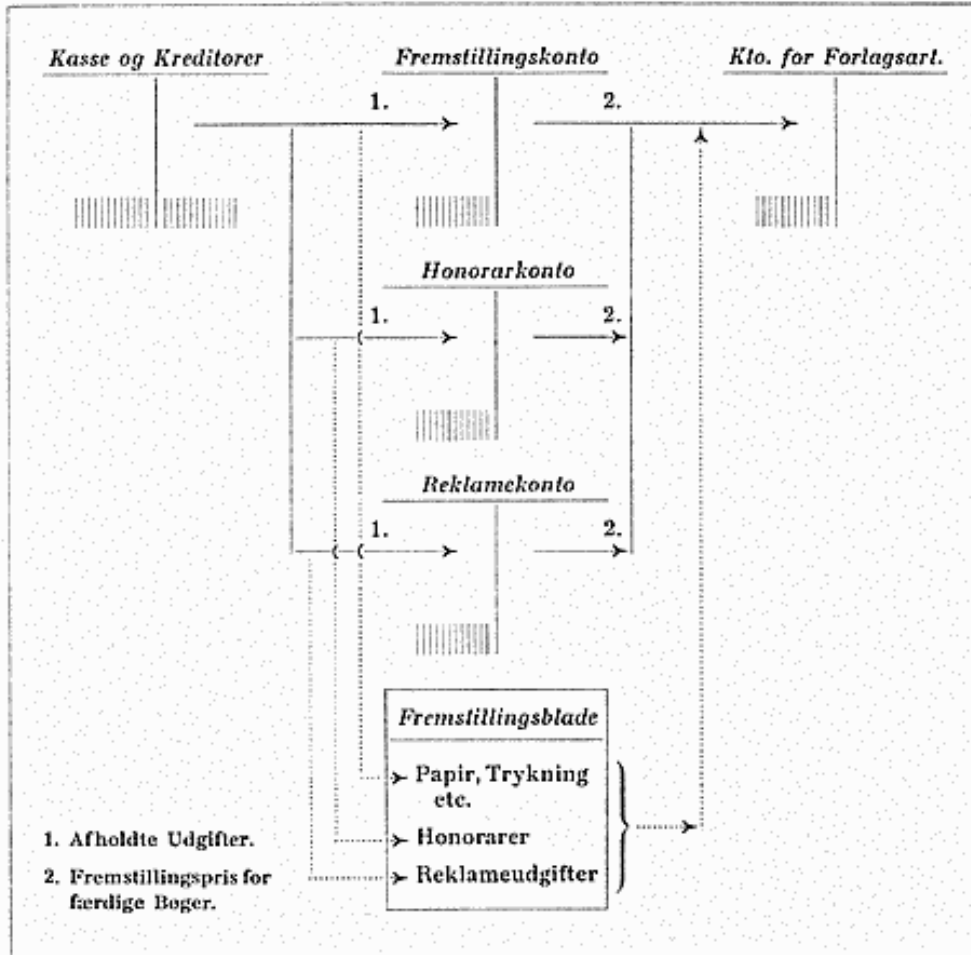 Kasse og Kreditorer
Fremstillingskonto
Kto. for Forlagsart.
1.
2.
Honorarkonto
1.
2.
Reklamekonto
1.
2.
Fremstillingsblade
Papir, Trykning
etc.
Honorarer
Reklameudgifter
1. Afholdte Udgifter.
2. Fremstillingspris for
færdige Bøger.